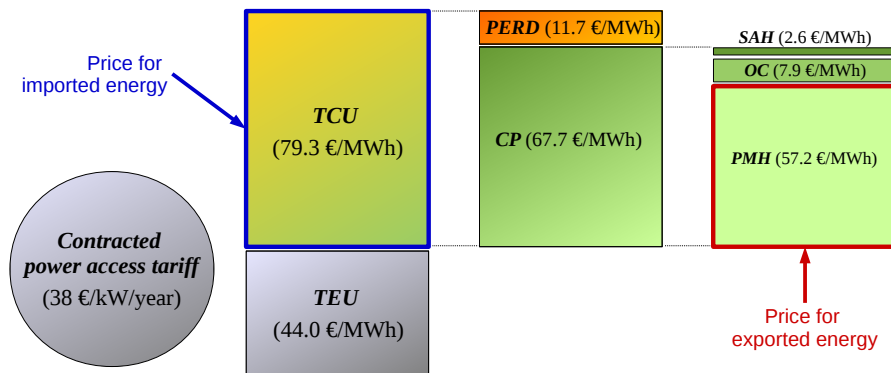 Price for
imported energy
TCU
(79.3 €/MWh)
PERD (11.7 €/MWh)
CP (67.7 €/MWh)
SAH (2.6 €/MWh)
OC (7.9 €/MWh)
PMH (57.2 €/MWh)
Contracted
power access tariff
(38 €/kW/year)
TEU
(44.0 €/MWh)
Price for
exported energy